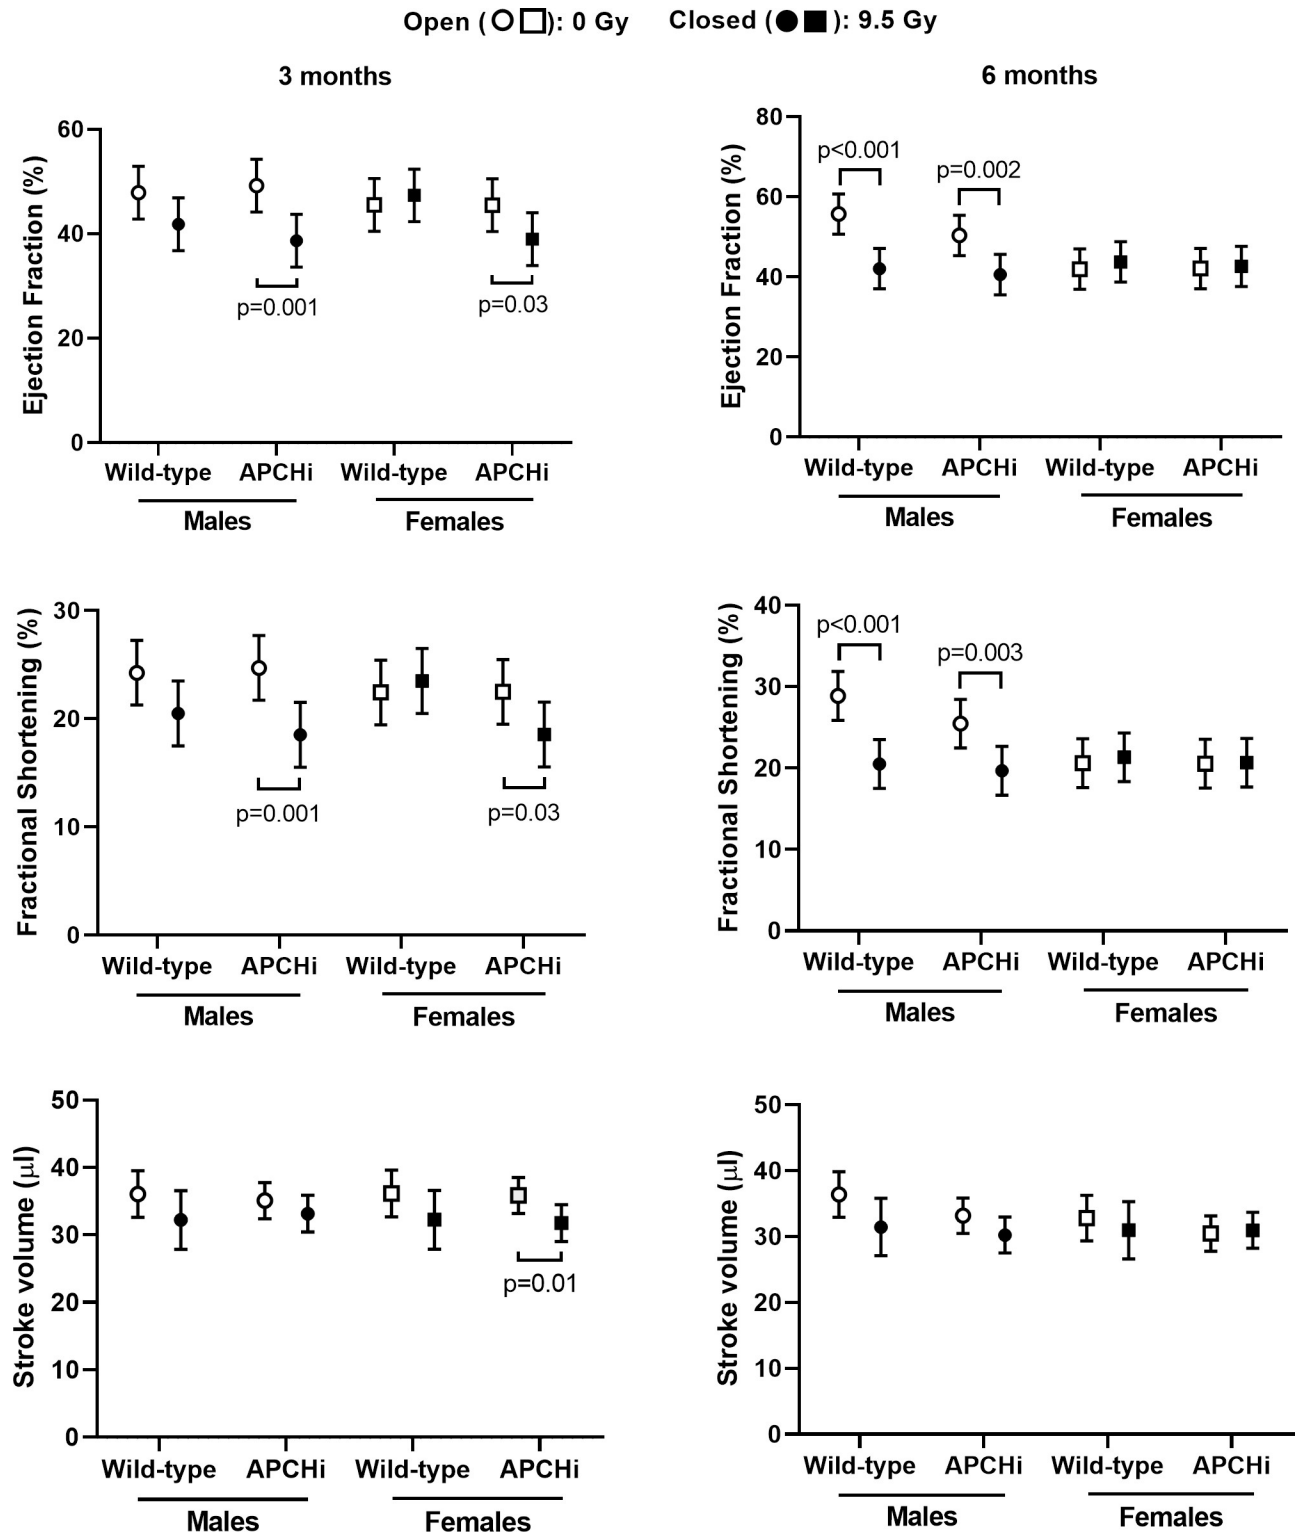 Open ( ): 0 Gy Closed ( ): 9.5 Gy
3 months
6 months
Ejection Fraction (%)
60
40
20
0
p=0.001
p=0.03
Wild-type APCHi Wild-type APCHi
Males Females
Ejection Fraction (%)
80
60
40
20
0
p<0.001
p=0.002
Wild-type APCHi Wild-type APCHi
Males Females
Fractional Shortening (%)
30
20
10
0
p=0.001
p=0.03
Wild-type APCHi Wild-type APCHi
Males Females
Fractional Shortening (%)
40
30
20
10
0
p<0.001
p=0.003
Wild-type APCHi Wild-type APCHi
Males Females
Stroke volume (μl)
50
40
30
20
10
0
p=0.01
Wild-type APCHi Wild-type APCHi
Males Females
Stroke volume (μl)
50
40
30
20
10
0
Wild-type APCHi Wild-type APCHi
Males Females